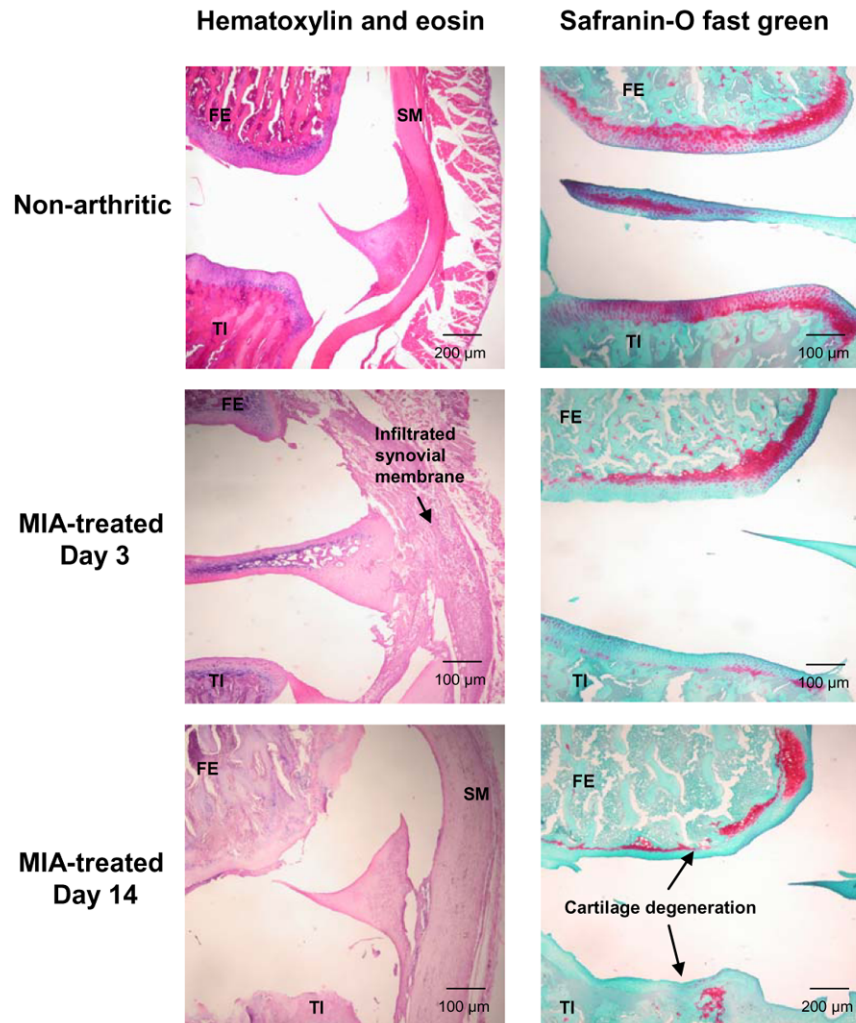 Hematoxylin and eosin
Safranin-O fast green
Non-arthritic
FE
SM
TI
200 µm
FE
TI
100 µm
MIA-treated
Day 3
FE
Infiltrated
synovial
membrane
TI
100 µm
FE
TI
100 µm
MIA-treated
Day 14
FE
SM
TI
100 µm
FE
Cartilage degeneration
TI
200 µm